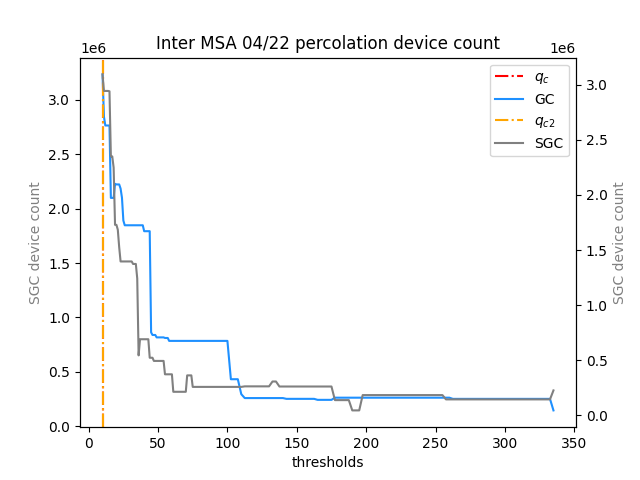 Inter MSA 04/22 percolation device count
1e6
1e6
3.0
2.5
2.0
1.5
1.0
0.5
0.0
SGC device count
q_c
GC
q_{c2}
SGC
3.0
2.5
2.0
1.5
1.0
0.5
0.0
SGC device count
0 50 100 150 200 250 300 350
thresholds